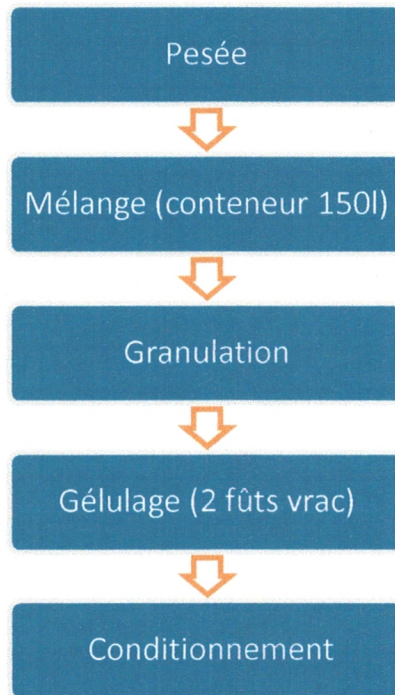 Pesée
Mélange (conteneur 150l)
Granulation
Gélulage (2 fûts vrac)
Conditionnement